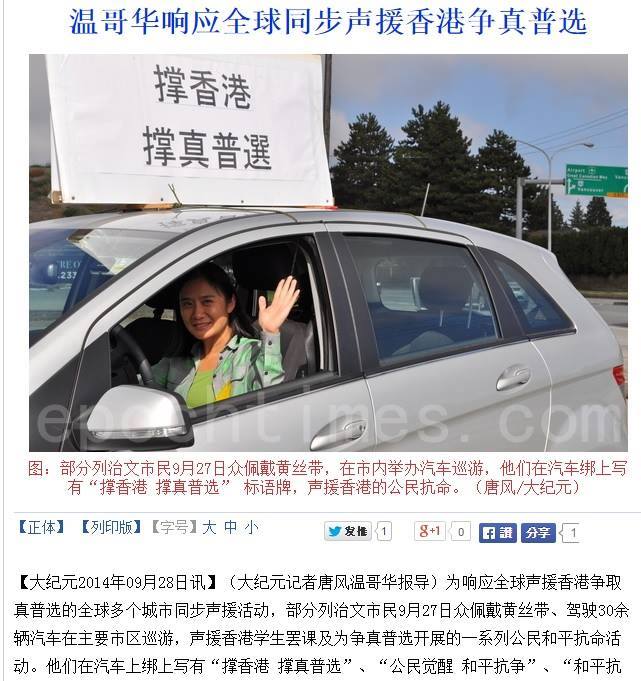 温哥华响应全球同步声援香港争真普选
撑香港
撑真普選
Airport
Vancouver
epochtimes.com
图：部分列治文市民9月27日众佩戴黄丝带，在市内举办汽车巡游，他们在汽车绑上写
有“撑香港 撑真普选” 标语牌，声援香港的公民抗命。（唐风/大纪元）
【正体】 【列印版】 【字号】大 中 小
发推 1 g+1 0 讚 分享 1
【大纪元2014年09月28日讯】（大纪元记者唐风温哥华报导）为响应全球声援香港争取
真普选的全球多个城市同步声援活动，部分列治文市民9月27日众佩戴黄丝带、驾驶30余
辆汽车在主要市区巡游，声援香港学生罢课及为争真普选开展的一系列公民和平抗命活
动。他们在汽车上绑上写有“撑香港 撑真普选”、“公民觉醒 和平抗争”、“和平抗